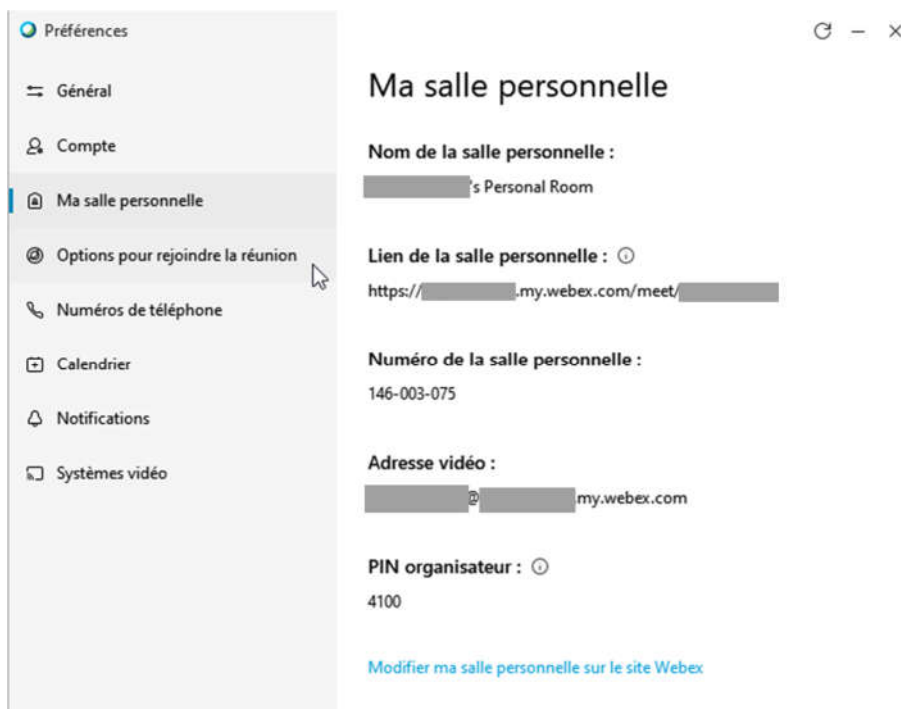 Préférences
Général
Compte
Ma salle personnelle
Options pour rejoindre la réunion
Numéros de téléphone
Calendrier
Notifications
Systèmes vidéo
Ma salle personnelle
Nom de la salle personnelle :
's Personal Room
Lien de la salle personnelle :
https:// .my.webex.com/meet/
Numéro de la salle personnelle :
146-003-075
Adresse vidéo :
@ .my.webex.com
PIN organisateur :
4100
Modifier ma salle personnelle sur le site Webex